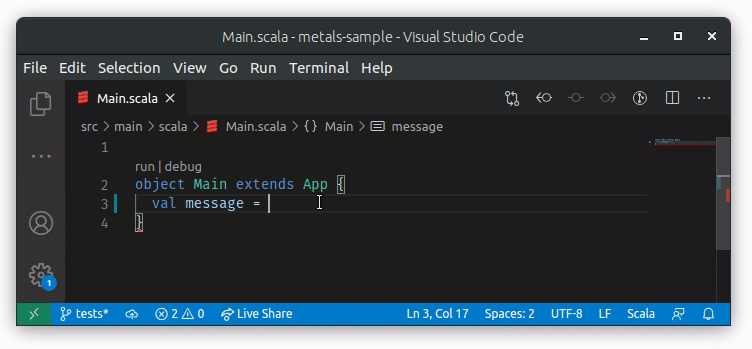 Main.scala - metals-sample - Visual Studio Code
File Edit Selection View Go Run Terminal Help
Main.scala
src > main > scala > Main.scala > {} Main > message
1
run | debug
2 object Main extends App {
3 val message =
4 }
1
tests* 2 0 Live Share Ln 3, Col 17 Spaces: 2 UTF-8 LF Scala